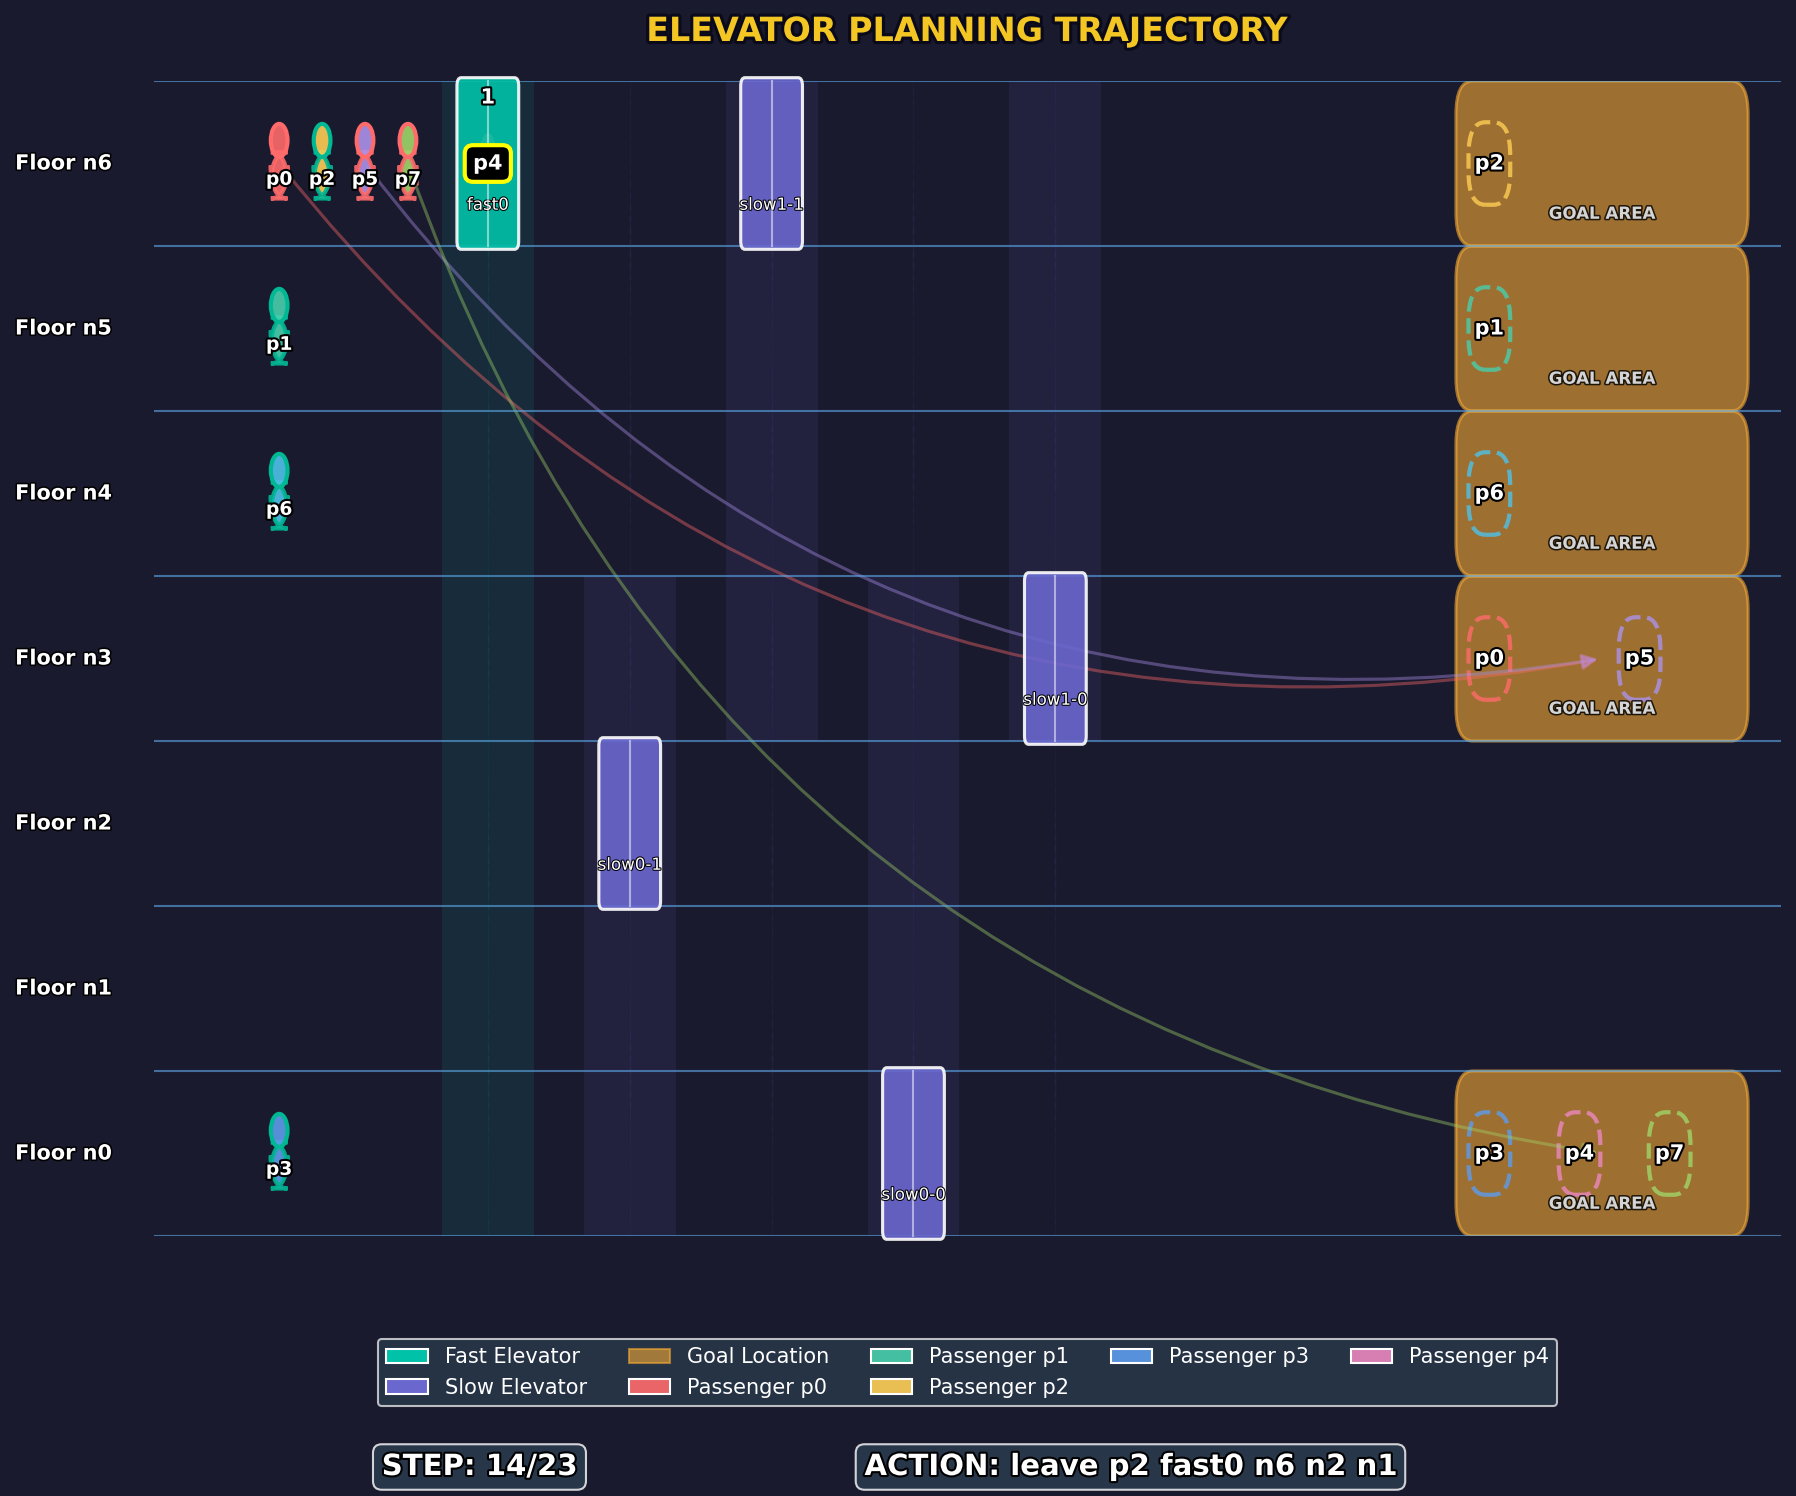 ELEVATOR PLANNING TRAJECTORY
Floor n6
p0 p2 p5 p7
1
p4
fast0
slow1-1
p2
GOAL AREA
Floor n5
p1
p1
GOAL AREA
Floor n4
p6
p6
GOAL AREA
Floor n3
slow1-0
p0
p5
GOAL AREA
Floor n2
slow0-1
Floor n1
Floor n0
p3
slow0-0
p3
p4
p7
GOAL AREA
Fast Elevator
Goal Location
Passenger p1
Passenger p3
Passenger p4
Slow Elevator
Passenger p0
Passenger p2
STEP: 14/23
ACTION: leave p2 fast0 n6 n2 n1